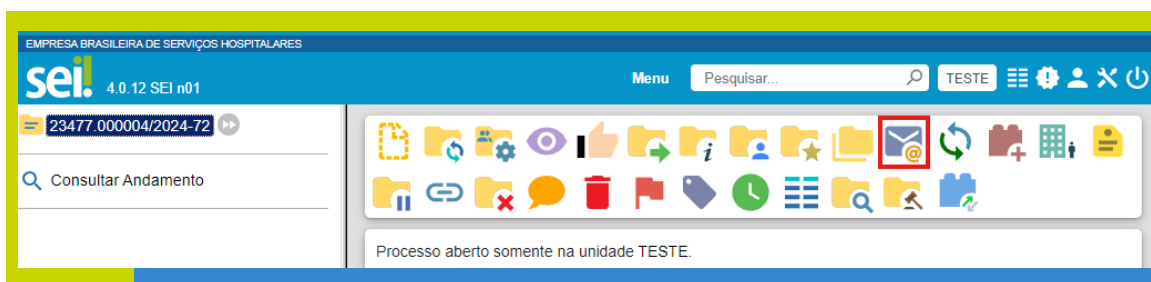 EMPRESA BRASILEIRA DE SERVIÇOS HOSPITALARES
sei! 4.0.12 SEI n01 Menu Pesquisar... TESTE
23477.000004/2024-72
Consultar Andamento
Processo aberto somente na unidade TESTE.